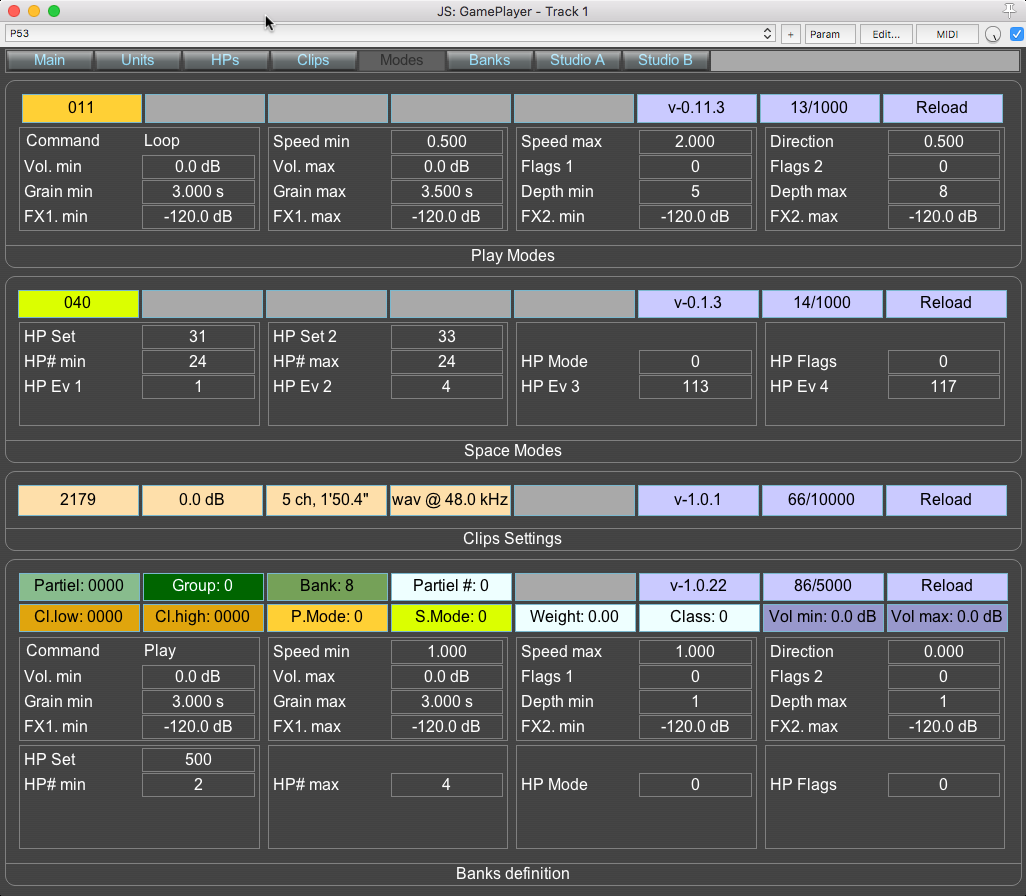 JS: GamePlayer - Track 1
P53 + Param Edit... MIDI
Main Units HPs Clips Modes Banks Studio A Studio B
011 v-0.11.3 13/1000 Reload
Command Loop Speed min 0.500 Speed max 2.000 Direction 0.500
Vol. min 0.0 dB Vol. max 0.0 dB Flags 1 0 Flags 2 0
Grain min 3.000 s Grain max 3.500 s Depth min 5 Depth max 8
FX1. min -120.0 dB FX1. max -120.0 dB FX2. min -120.0 dB FX2. max -120.0 dB
Play Modes
040 v-0.1.3 14/1000 Reload
HP Set 31 HP Set 2 33
HP# min 24 HP# max 24 HP Mode 0 HP Flags 0
HP Ev 1 1 HP Ev 2 4 HP Ev 3 113 HP Ev 4 117
Space Modes
2179 0.0 dB 5 ch, 1'50.4" wav @ 48.0 kHz v-1.0.1 66/10000 Reload
Clips Settings
Partiel: 0000 Group: 0 Bank: 8 Partiel #: 0 v-1.0.22 86/5000 Reload
Cl.low: 0000 Cl.high: 0000 P.Mode: 0 S.Mode: 0 Weight: 0.00 Class: 0 Vol min: 0.0 dB Vol max: 0.0 dB
Command Play Speed min 1.000 Speed max 1.000 Direction 0.000
Vol. min 0.0 dB Vol. max 0.0 dB Flags 1 0 Flags 2 0
Grain min 3.000 s Grain max 3.000 s Depth min 1 Depth max 1
FX1. min -120.0 dB FX1. max -120.0 dB FX2. min -120.0 dB FX2. max -120.0 dB
HP Set 500
HP# min 2 HP# max 4 HP Mode 0 HP Flags 0
Banks definition